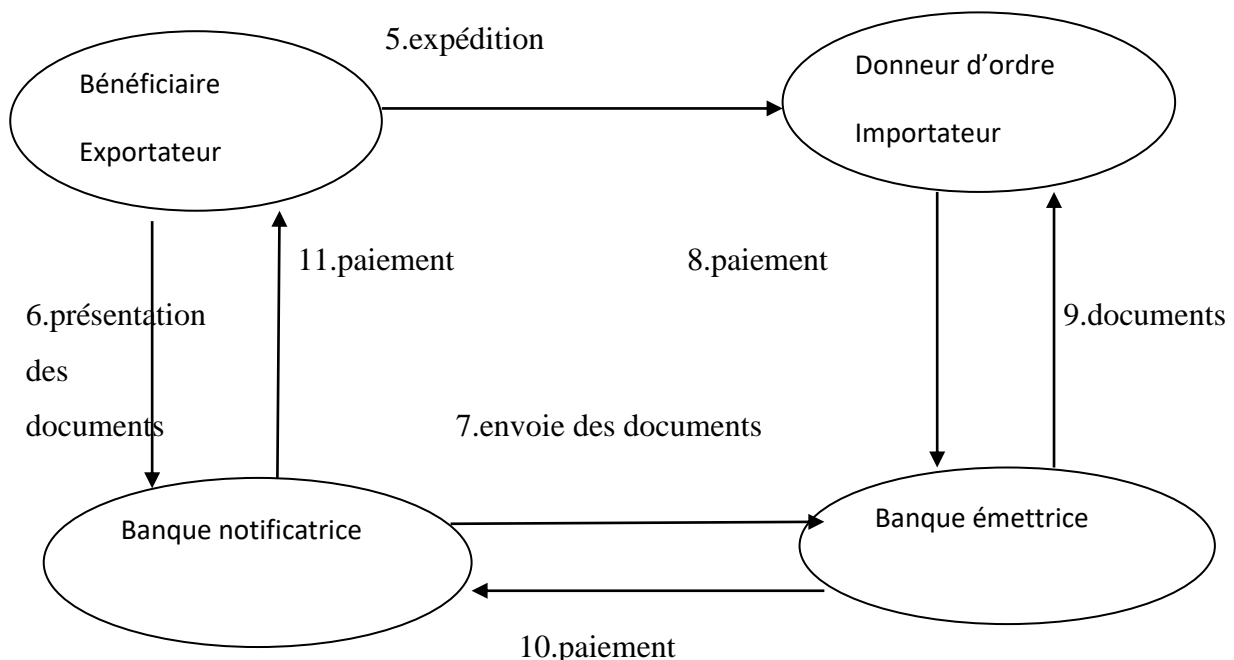 5.expédition
Bénéficiaire
Exportateur
Donneur d’ordre
Importateur
11.paiement
8.paiement
6.présentation
des
documents
9.documents
7.envoie des documents
Banque notificatrice
Banque émettrice
10.paiement